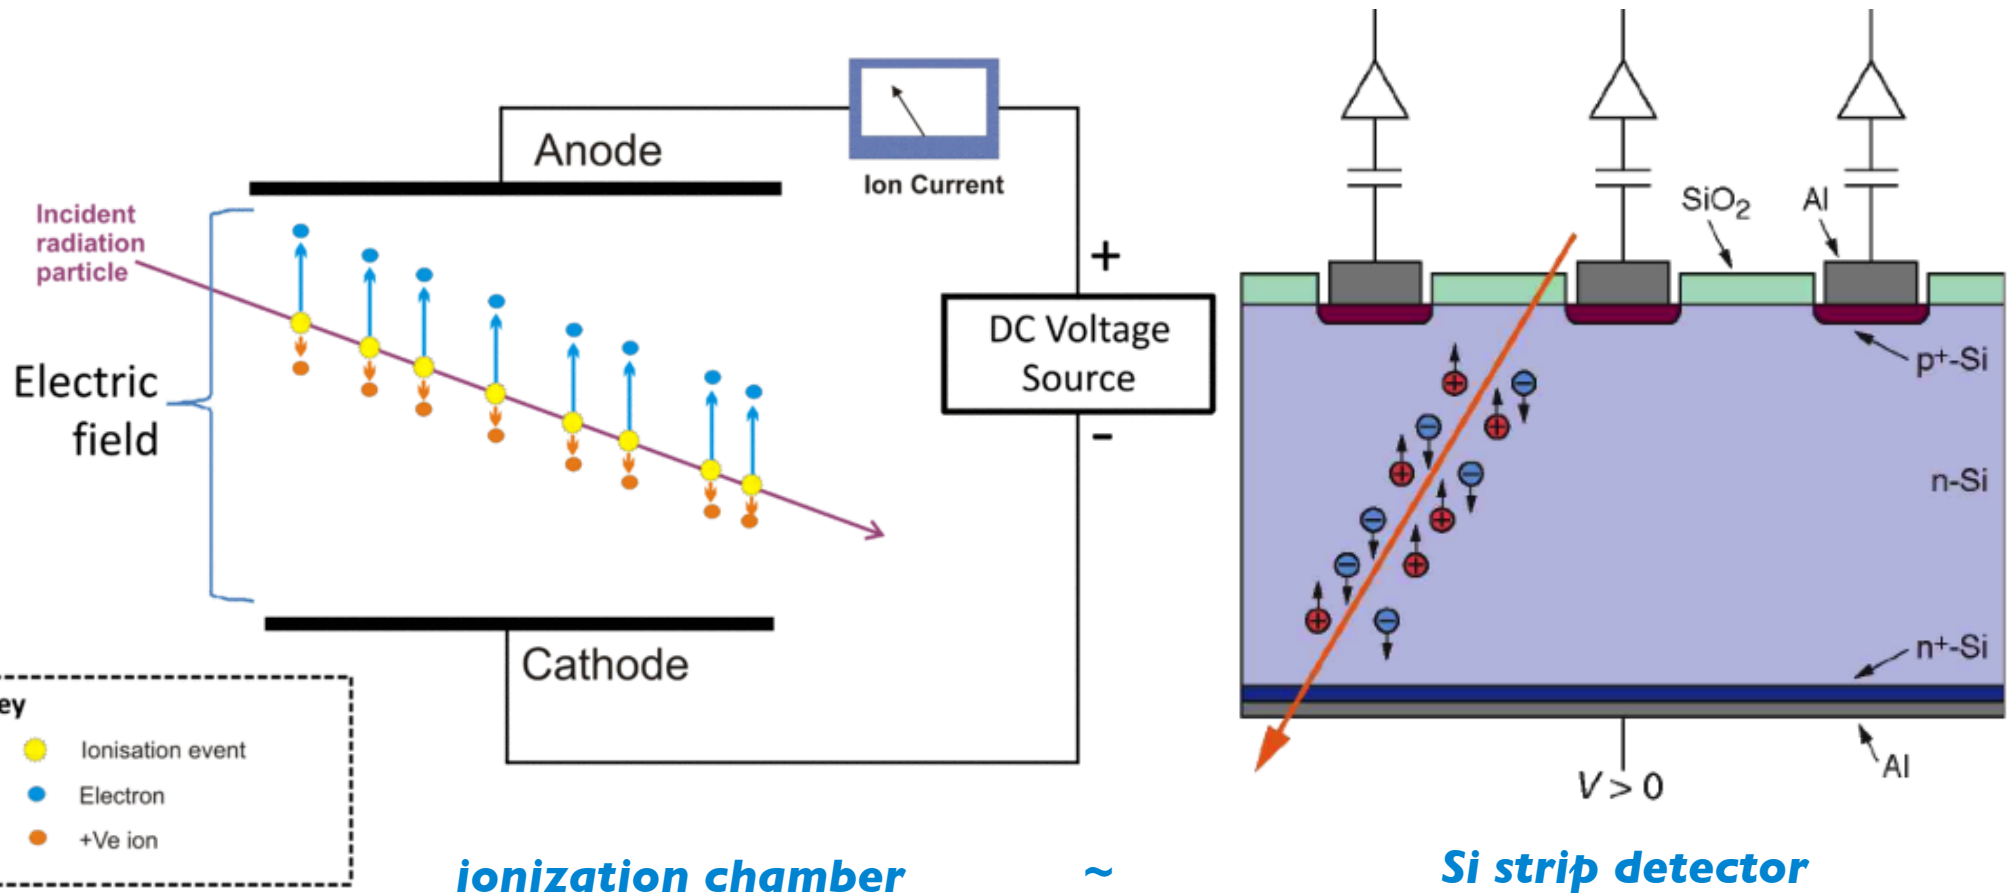 Anode
Ion Current
Incident
radiation
particle
Electric
field
+
DC Voltage
Source
-
Cathode
ey
Ionisation event
Electron
+Ve ion
SiO2
Al
p+-Si
n-Si
n+-Si
Al
V > 0
ionization chamber
~
Si strip detector